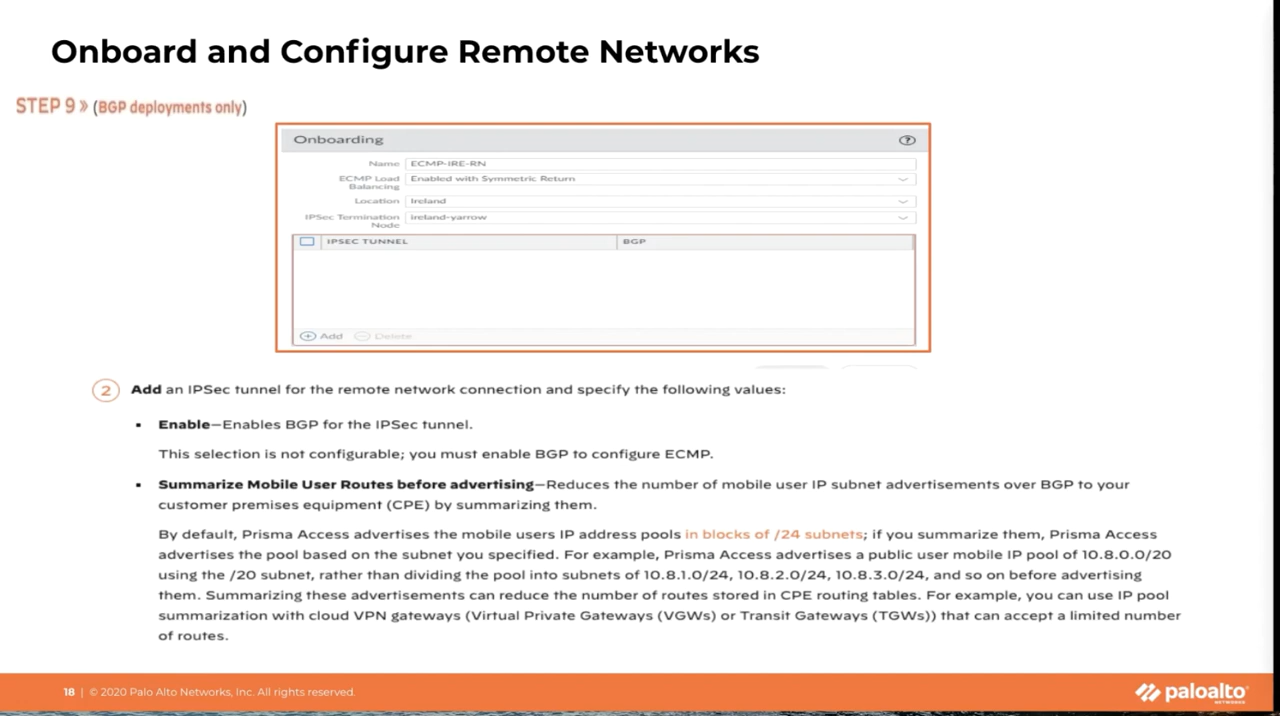 Onboard and Configure Remote Networks
STEP 9 » (BGP deployments only)
Onboarding
Name ECMP-IRE-RN
ECMP Load Balancing Enabled with Symmetric Return
Location Ireland
IPSec Termination Node ireland-yarrow
IPSEC TUNNEL BGP
Add Delete
2 Add an IPSec tunnel for the remote network connection and specify the following values:
▪ Enable—Enables BGP for the IPSec tunnel.
This selection is not configurable; you must enable BGP to configure ECMP.
▪ Summarize Mobile User Routes before advertising—Reduces the number of mobile user IP subnet advertisements over BGP to your
customer premises equipment (CPE) by summarizing them.
By default, Prisma Access advertises the mobile users IP address pools in blocks of /24 subnets; if you summarize them, Prisma Access
advertises the pool based on the subnet you specified. For example, Prisma Access advertises a public user mobile IP pool of 10.8.0.0/20
using the /20 subnet, rather than dividing the pool into subnets of 10.8.1.0/24, 10.8.2.0/24, 10.8.3.0/24, and so on before advertising
them. Summarizing these advertisements can reduce the number of routes stored in CPE routing tables. For example, you can use IP pool
summarization with cloud VPN gateways (Virtual Private Gateways (VGWs) or Transit Gateways (TGWs)) that can accept a limited number
of routes.
18 | © 2020 Palo Alto Networks, Inc. All rights reserved.
paloalto
NETWORKS